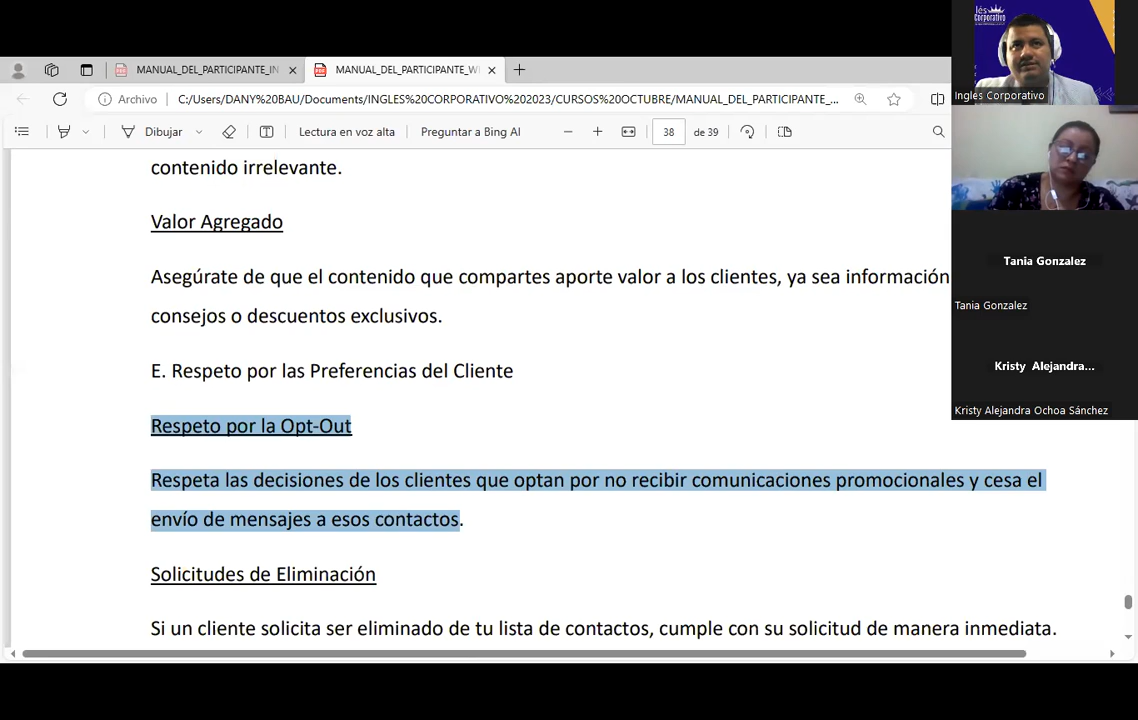 MANUAL_DEL_PARTICIPANTE_IN
MANUAL_DEL_PARTICIPANTE_WI
Archivo
C:/Users/DANY%20BAU/Documents/INGLES%20CORPORATIVO%202023/CURSOS%20OCTUBRE/MANUAL_DEL_PARTICIPANTE_...
Dibujar
Lectura en voz alta
Preguntar a Bing AI
38
de 39
contenido irrelevante.
Valor Agregado
Asegúrate de que el contenido que compartes aporte valor a los clientes, ya sea información
consejos o descuentos exclusivos.
E. Respeto por las Preferencias del Cliente
Respeto por la Opt-Out
Respeta las decisiones de los clientes que optan por no recibir comunicaciones promocionales y cesa el
envío de mensajes a esos contactos.
Solicitudes de Eliminación
Si un cliente solicita ser eliminado de tu lista de contactos, cumple con su solicitud de manera inmediata.
lés
Corporativo
Inglés Corporativo
Tania Gonzalez
Tania Gonzalez
Kristy Alejandra...
Kristy Alejandra Ochoa Sánchez